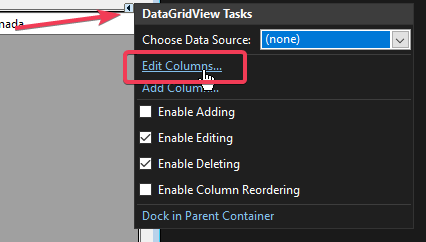 DataGridView Tasks
nada
Choose Data Source: (none)
Edit Columns...
Add Column...
Enable Adding
Enable Editing
Enable Deleting
Enable Column Reordering
Dock in Parent Container